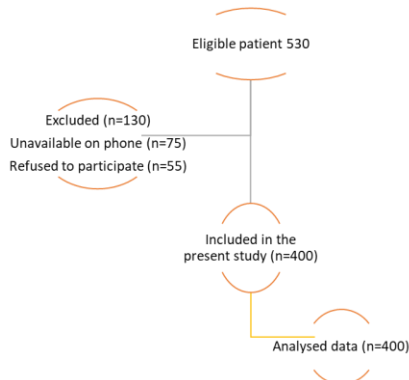 Eligible patient 530
Excluded (n=130)
Unavailable on phone (n=75)
Refused to participate (n=55)
Included in the
present study (n=400)
Analysed data (n=400)